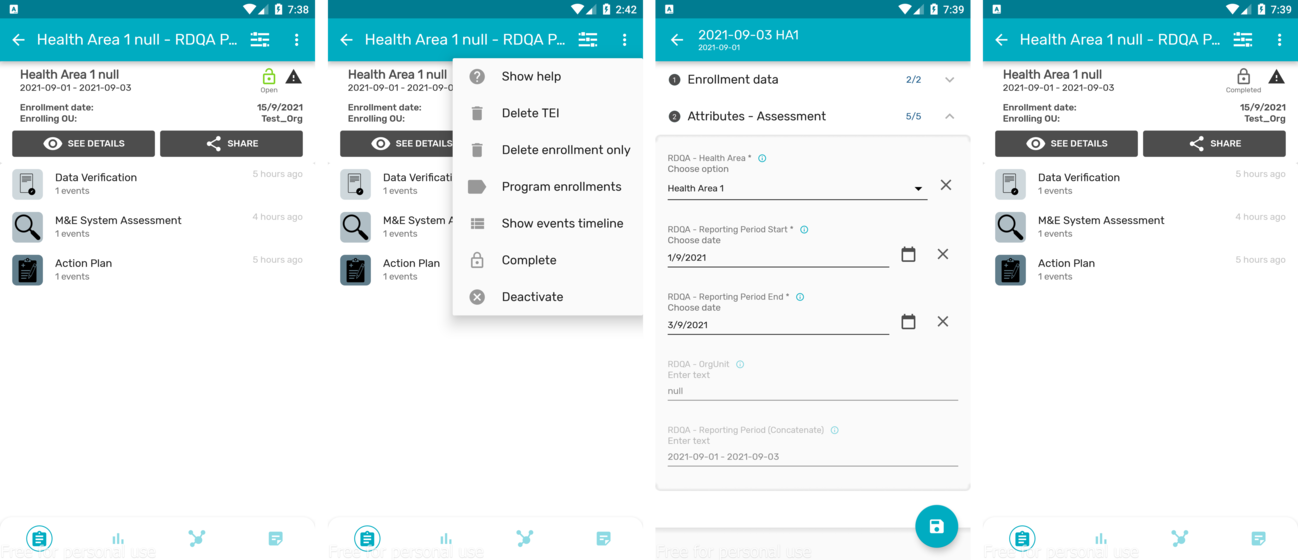 7:38
Health Area 1 null - RDQA P...
Health Area 1 null
2021-09-01 - 2021-09-03
Open
Enrollment date:
15/9/2021
Enrolling OU:
Test_Org
SEE DETAILS
SHARE
Data Verification
1 events
5 hours ago
M&E System Assessment
1 events
4 hours ago
Action Plan
1 events
5 hours ago
Free for personal use
2:42
Health Area 1 null - RDQA P...
Health Area 1 null
2021-09-01 - 2021-09-0
Enrollment date:
Enrolling OU:
SEE DETAILS
Data Verificati
1 events
M&E System A
1 events
Action Plan
1 events
Show help
Delete TEI
Delete enrollment only
Program enrollments
Show events timeline
Complete
Deactivate
Free for personal use
7:39
2021-09-03 HA1
2021-09-01
1 Enrollment data 2/2
2 Attributes - Assessment 5/5
RDQA - Health Area *
Choose option
Health Area 1
RDQA - Reporting Period Start *
Choose date
1/9/2021
RDQA - Reporting Period End *
Choose date
3/9/2021
RDQA - OrgUnit
Enter text
null
RDQA - Reporting Period (Concatenate)
Enter text
2021-09-01 - 2021-09-03
Free for personal use
7:39
Health Area 1 null - RDQA P...
Health Area 1 null
2021-09-01 - 2021-09-03
Completed
Enrollment date:
15/9/2021
Enrolling OU:
Test_Org
SEE DETAILS
SHARE
Data Verification
1 events
5 hours ago
M&E System Assessment
1 events
4 hours ago
Action Plan
1 events
5 hours ago
Free for personal use